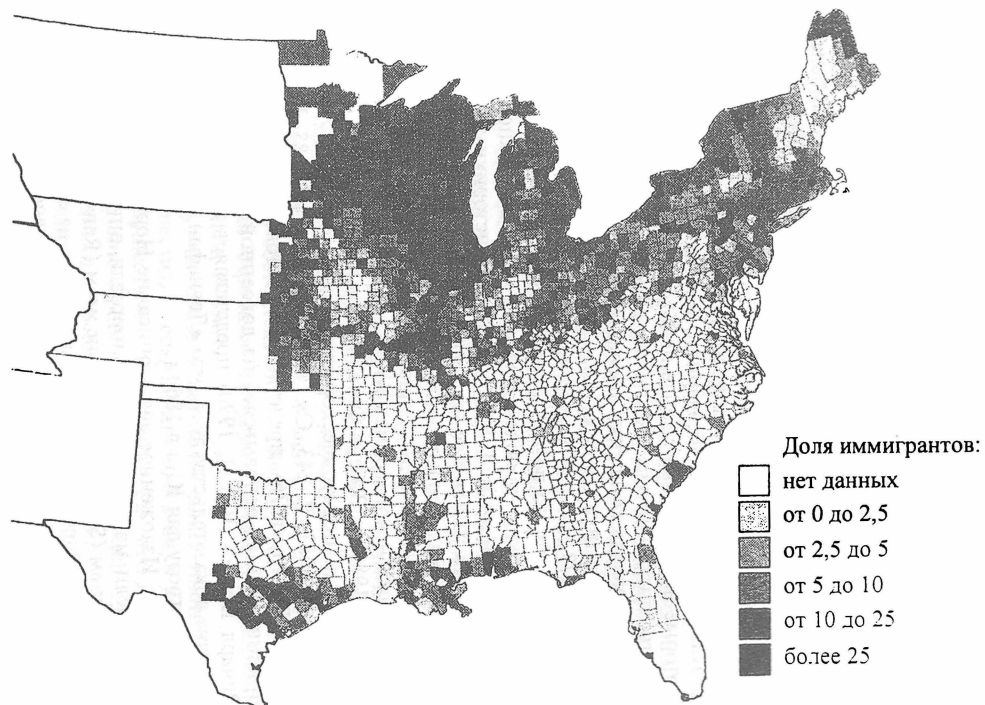 Доля иммигрантов:
нет данных
от 0 до 2,5
от 2,5 до 5
от 5 до 10
от 10 до 25
более 25